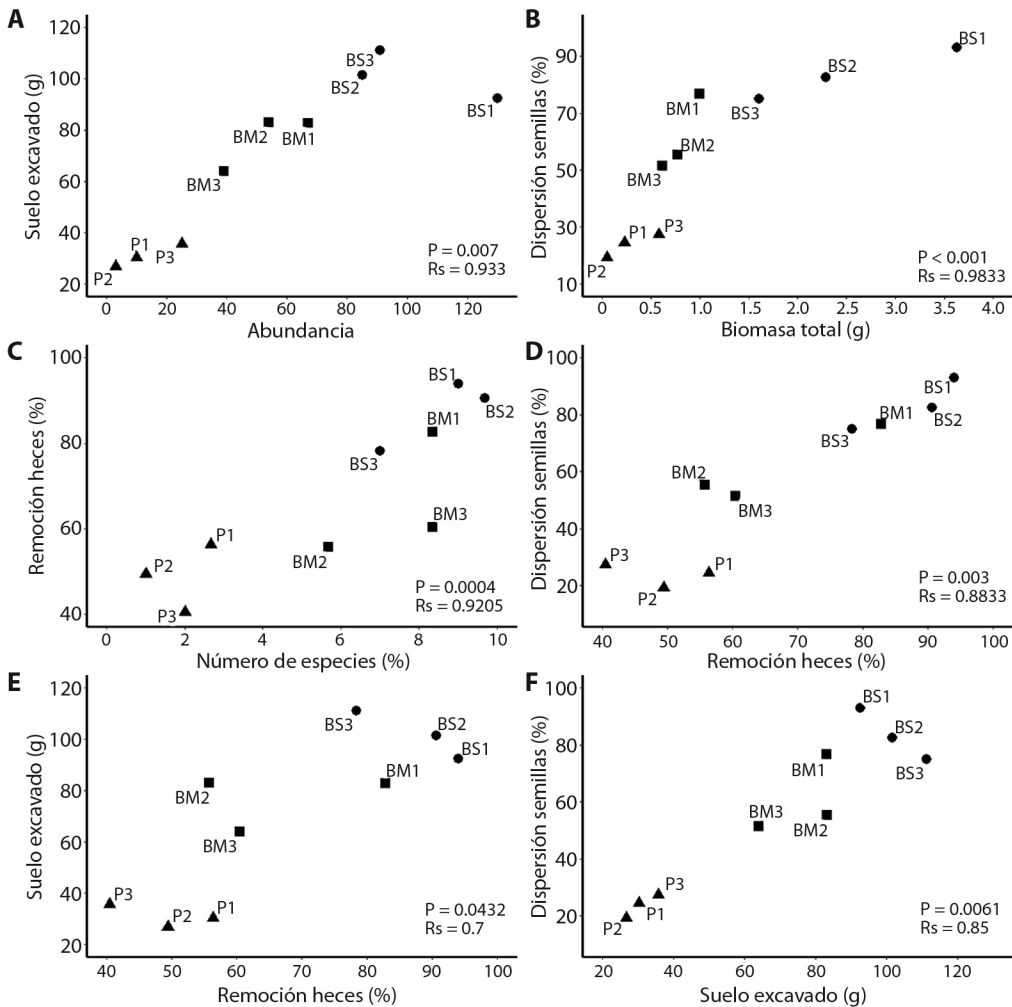 A
Suelo excavado (g)
120
100
80
60
40
20
BS3
BS2
BS1
BM2
BM1
BM3
P1
P3
P2
P = 0.007
Rs = 0.933
0 20 40 60 80 100 120
Abundancia
B
Dispersión semillas (%)
90
70
50
30
10
BS1
BS2
BM1
BS3
BM2
BM3
P3
P1
P2
P < 0.001
Rs = 0.9833
0 0.5 1.0 1.5 2.0 2.5 3.0 3.5 4.0
Biomasa total (g)
C
Remoción heces (%)
100
80
60
40
BS1
BS2
BM1
BS3
BM3
BM2
P1
P2
P3
P = 0.0004
Rs = 0.9205
0 2 4 6 8 10
Número de especies (%)
D
Dispersión semillas (%)
100
80
60
40
20
BS1
BM1
BS2
BS3
BM2
BM3
P3
P1
P2
P = 0.003
Rs = 0.8833
40 50 60 70 80 90 100
Remoción heces (%)
E
Suelo excavado (g)
120
100
80
60
40
20
BS3
BS2
BS1
BM1
BM2
BM3
P3
P2
P1
P = 0.0432
Rs = 0.7
40 50 60 70 80 90 100
Remoción heces (%)
F
Dispersión semillas (%)
100
80
60
40
20
BS1
BS2
BM1
BS3
BM3
BM2
P3
P1
P2
P = 0.0061
Rs = 0.85
20 40 60 80 100 120
Suelo excavado (g)